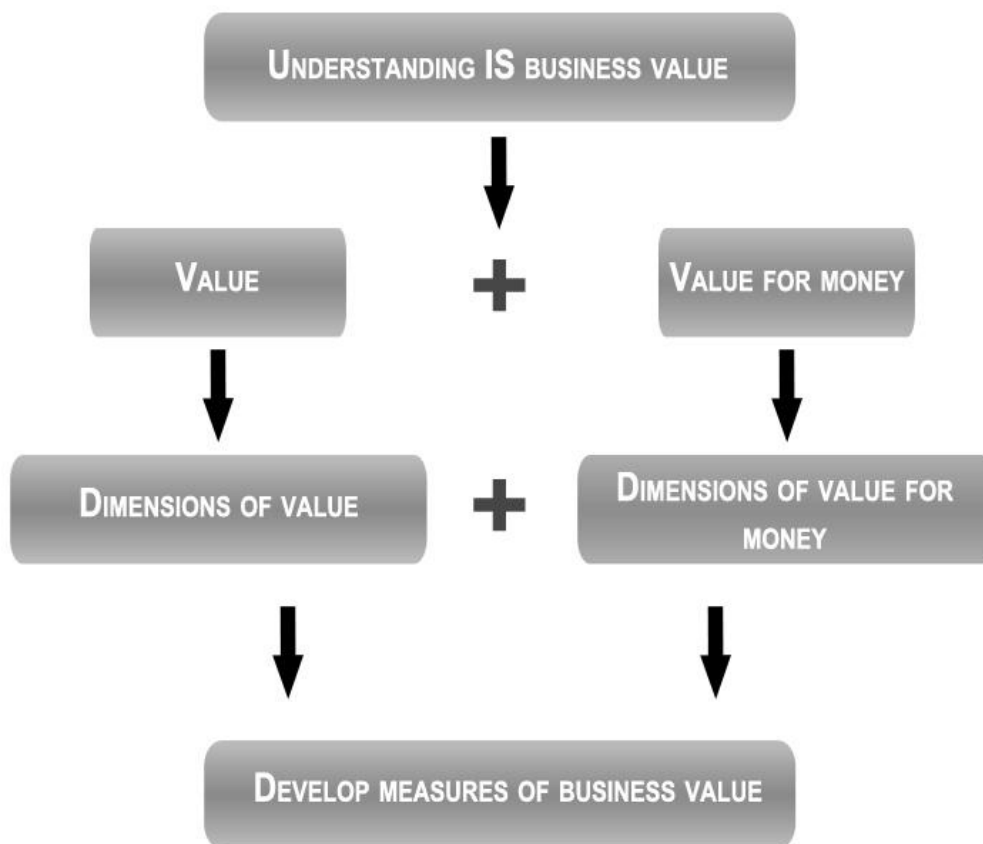 UNDERSTANDING IS BUSINESS VALUE
VALUE
+
VALUE FOR MONEY
DIMENSIONS OF VALUE
+
DIMENSIONS OF VALUE FOR
MONEY
DEVELOP MEASURES OF BUSINESS VALUE